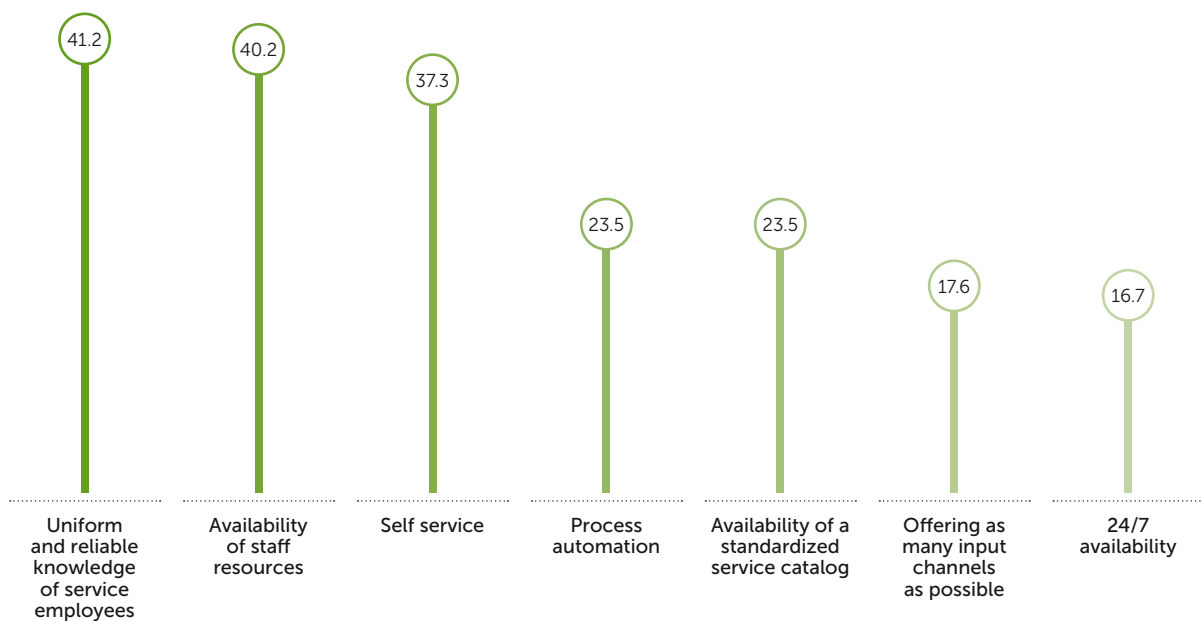 41.2
40.2
37.3
23.5
23.5
17.6
16.7
Uniform
and reliable
knowledge
of service
employees
Availability
of staff
resources
Self service
Process
automation
Availability of a
standardized
service catalog
Offering as
many input
channels
as possible
24/7
availability